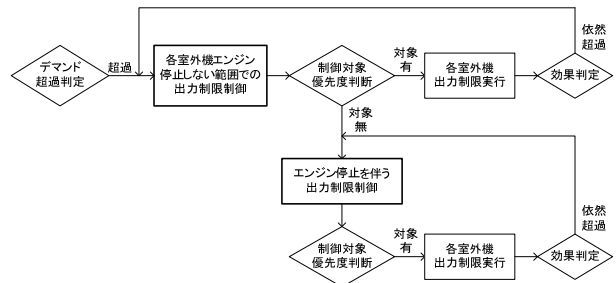 デマンド
超過判定
超過
各室外機エンジン
停止しない範囲での
出力制限制御
制御対象
優先度判断
対象
有
各室外機
出力制限実行
効果判定
依然
超過
対象
無
エンジン停止を伴う
出力制限制御
制御対象
優先度判断
対象
有
各室外機
出力制限実行
効果判定
依然
超過